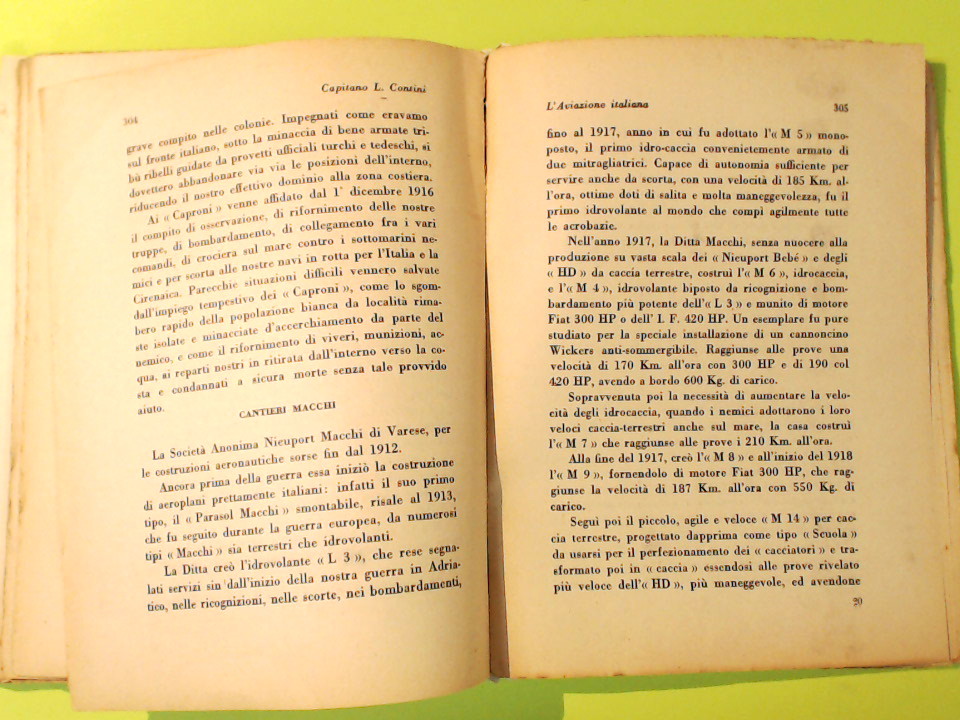 304
Capitano L. Contini
grave compito nelle colonie. Impegnati come eravamo
sul fronte italiano, sotto la minaccia di bene armate tri-
bù ribelli guidate da provetti ufficiali turchi e tedeschi, si
dovettero abbandonare via via le posizioni dell'interno,
riducendo il nostro effettivo dominio alla zona costiera.
Ai « Caproni » venne affidato dal 1° dicembre 1916
il compito di osservazione, di rifornimento delle nostre
truppe, di bombardamento, di collegamento fra i vari
comandi, di crociera sul mare contro i sottomarini ne-
mici e per scorta alle nostre navi in rotta per l'Italia e la
Cirenaica. Parecchie situazioni difficili vennero salvate
dall'impiego tempestivo dei « Caproni », come lo sgom-
bero rapido della popolazione bianca da località rima-
ste isolate e minacciate d'accerchiamento da parte del
nemico, e come il rifornimento di viveri, munizioni, ac-
qua, ai reparti nostri in ritirata dall'interno verso la co-
sta e condannati a sicura morte senza tale provvido
aiuto.
CANTIERI MACCHI
La Società Anonima Nieuport Macchi di Varese, per
le costruzioni aeronautiche sorse fin dal 1912.
Ancora prima della guerra essa iniziò la costruzione
di aeroplani prettamente italiani: infatti il suo primo
tipo, il « Parasol Macchi » smontabile, risale al 1913,
che fu seguito durante la guerra europea, da numerosi
tipi « Macchi » sia terrestri che idrovolanti.
La Ditta creò l'idrovolante « L 3 », che rese segna-
lati servizi sin dall'inizio della nostra guerra in Adria-
tico, nelle ricognizioni, nelle scorte, nei bombardamenti,
L'Aviazione italiana
305
fino al 1917, anno in cui fu adottato l'« M 5 » mono-
posto, il primo idro-caccia convenietemente armato di
due mitragliatrici. Capace di autonomia sufficiente per
servire anche da scorta, con una velocità di 185 Km. al-
l'ora, ottime doti di salita e molta maneggevolezza, fu il
primo idrovolante al mondo che compì agilmente tutte
le acrobazie.
Nell'anno 1917, la Ditta Macchi, senza nuocere alla
produzione su vasta scala dei « Nieuport Bebé » e degli
« HD » da caccia terrestre, costruì l'« M 6 », idrocaccia,
e l'« M 4 », idrovolante biposto da ricognizione e bom-
bardamento più potente dell'« L 3 » e munito di motore
Fiat 300 HP o dell' I. F. 420 HP. Un esemplare fu pure
studiato per la speciale installazione di un cannoncino
Wickers anti-sommergibile. Raggiunse alle prove una
velocità di 170 Km. all'ora con 300 HP e di 190 col
420 HP, avendo a bordo 600 Kg. di carico.
Sopravvenuta poi la necessità di aumentare la velo-
cità degli idrocaccia, quando i nemici adottarono i loro
veloci caccia-terrestri anche sul mare, la casa costruì
l'« M 7 » che raggiunse alle prove i 210 Km. all'ora.
Alla fine del 1917, creò l'« M 8 » e all'inizio del 1918
l'« M 9 », fornendolo di motore Fiat 300 HP, che rag-
giunse la velocità di 187 Km. all'ora con 550 Kg. di
carico.
Seguì poi il piccolo, agile e veloce « M 14 » per cac-
cia terrestre, progettato dapprima come tipo « Scuola »
da usarsi per il perfezionamento dei « cacciatori » e tra-
sformato poi in « caccia » essendosi alle prove rivelato
più veloce dell'« HD », più maneggevole, ed avendone
20